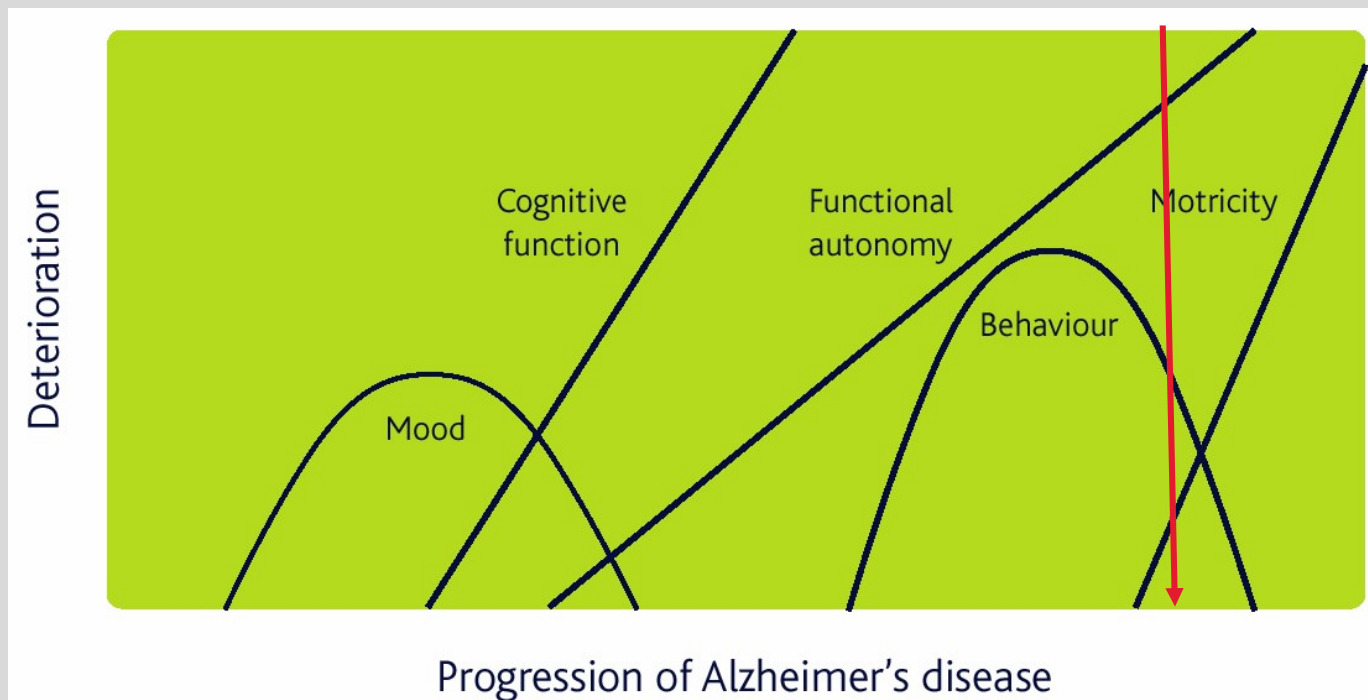 Deterioration
Cognitive
function
Functional
autonomy
Motricity
Behaviour
Mood
Progression of Alzheimer's disease